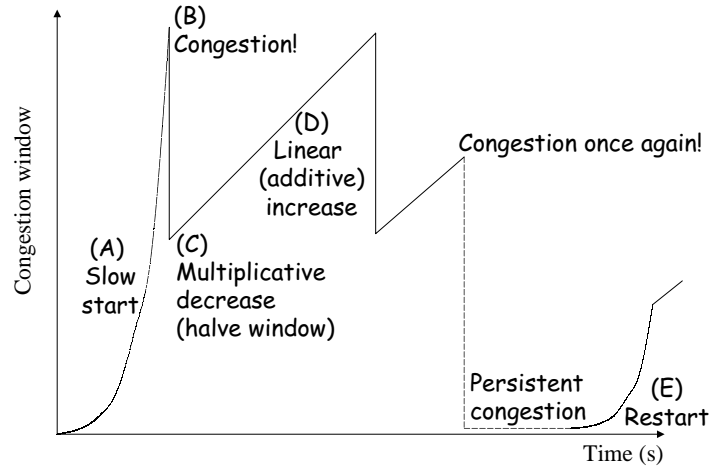 (B)
Congestion!
(D)
Linear
(additive)
increase
Congestion once again!
(A)
Slow
start
(C)
Multiplicative
decrease
(halve window)
Persistent
congestion
(E)
Restart
Congestion window
Time (s)